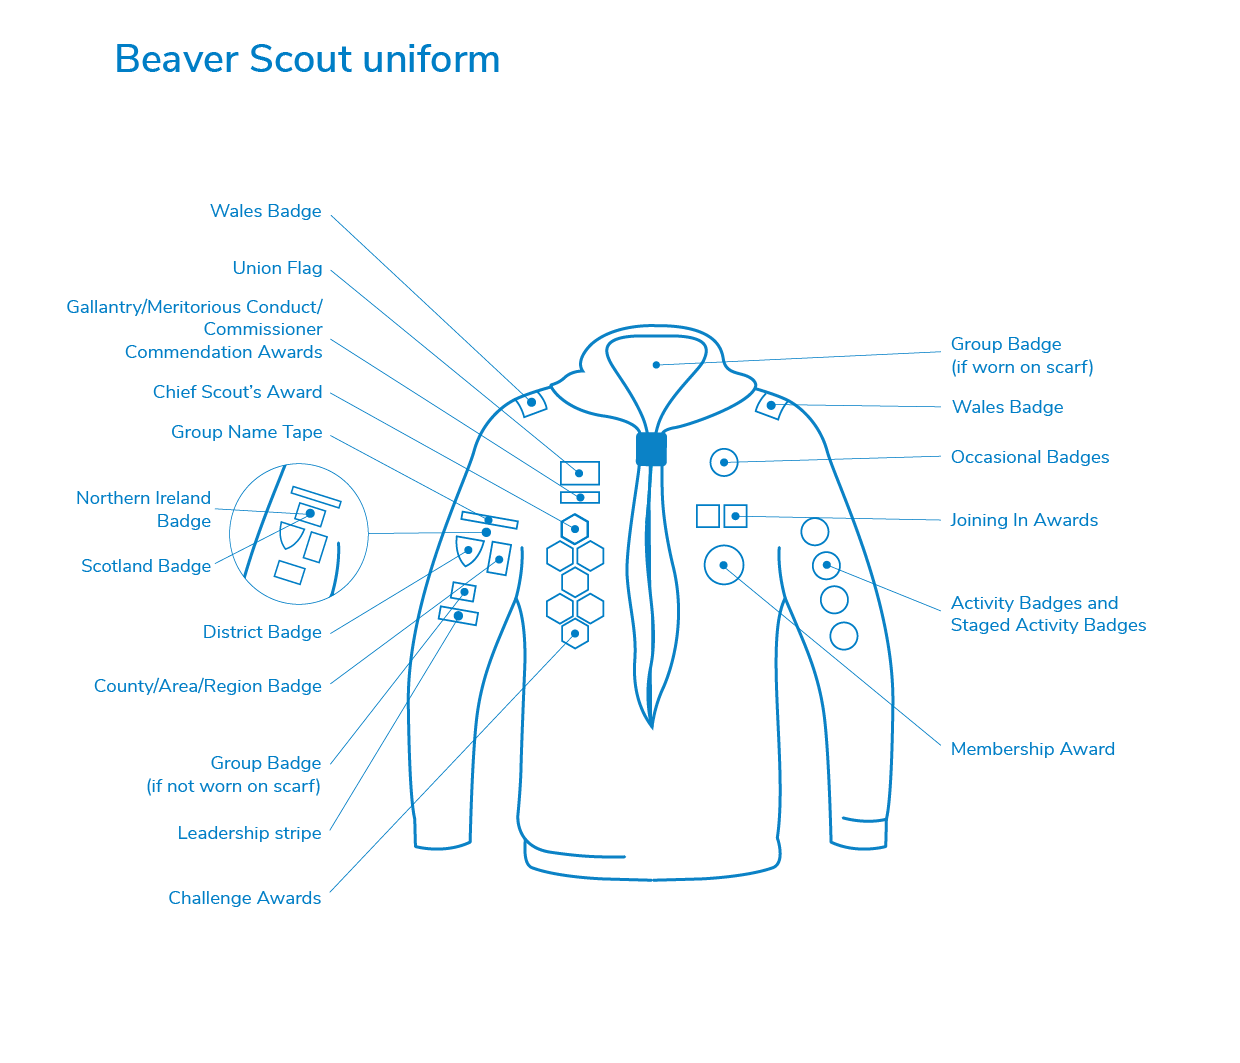 Beaver Scout uniform
Wales Badge
Union Flag
Gallantry/Meritorious Conduct/
Commissioner
Commendation Awards
Chief Scout’s Award
Group Name Tape
Northern Ireland
Badge
Scotland Badge
District Badge
County/Area/Region Badge
Group Badge
(if not worn on scarf)
Leadership stripe
Challenge Awards
Group Badge
(if worn on scarf)
Wales Badge
Occasional Badges
Joining In Awards
Activity Badges and
Staged Activity Badges
Membership Award